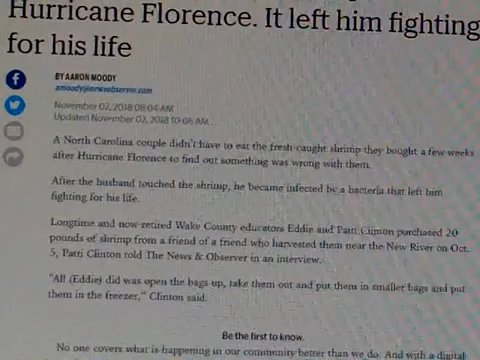 Hurricane Florence. It left him fighting
for his life
BY AARON MOODY
amoody@newsobserver.com
November 02, 2018 08:04 AM
Updated November 02, 2018 10:06 AM
A North Carolina couple didn't have to eat the fresh-caught shrimp they bought a few weeks
after Hurricane Florence to find out something was wrong with them.
After the husband touched the shrimp, he became infected by a bacteria that left him
fighting for his life.
Longtime and now-retired Wake County educators Eddie and Patti Clinton purchased 20
pounds of shrimp from a friend of a friend who harvested them near the New River on Oct.
5, Patti Clinton told The News & Observer in an interview.
"All (Eddie) did was open the bags up, take them out and put them in smaller bags and put
them in the freezer," Clinton said.
Be the first to know.
No one covers what is happening in our community better than we do. And with a digital